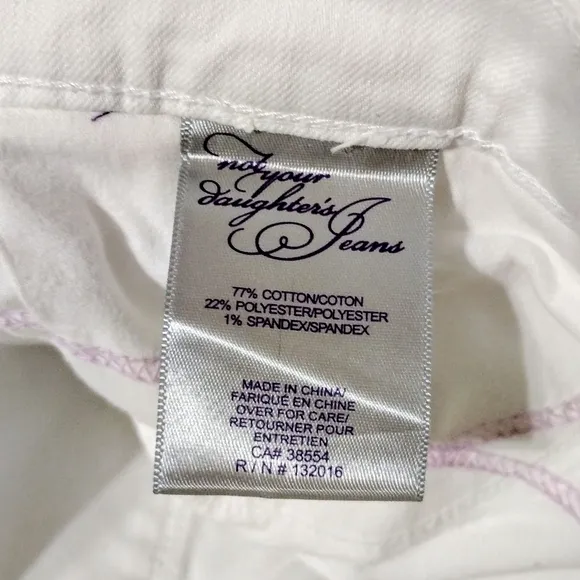 not your
daughter's
Jeans
77% COTTON/COTON
22% POLYESTER/POLYESTER
1% SPANDEX/SPANDEX
MADE IN CHINA/
FARIQUÉ EN CHINE
OVER FOR CARE/
RETOURNER POUR
ENTRETIEN
CA# 38554
R / N # 132016